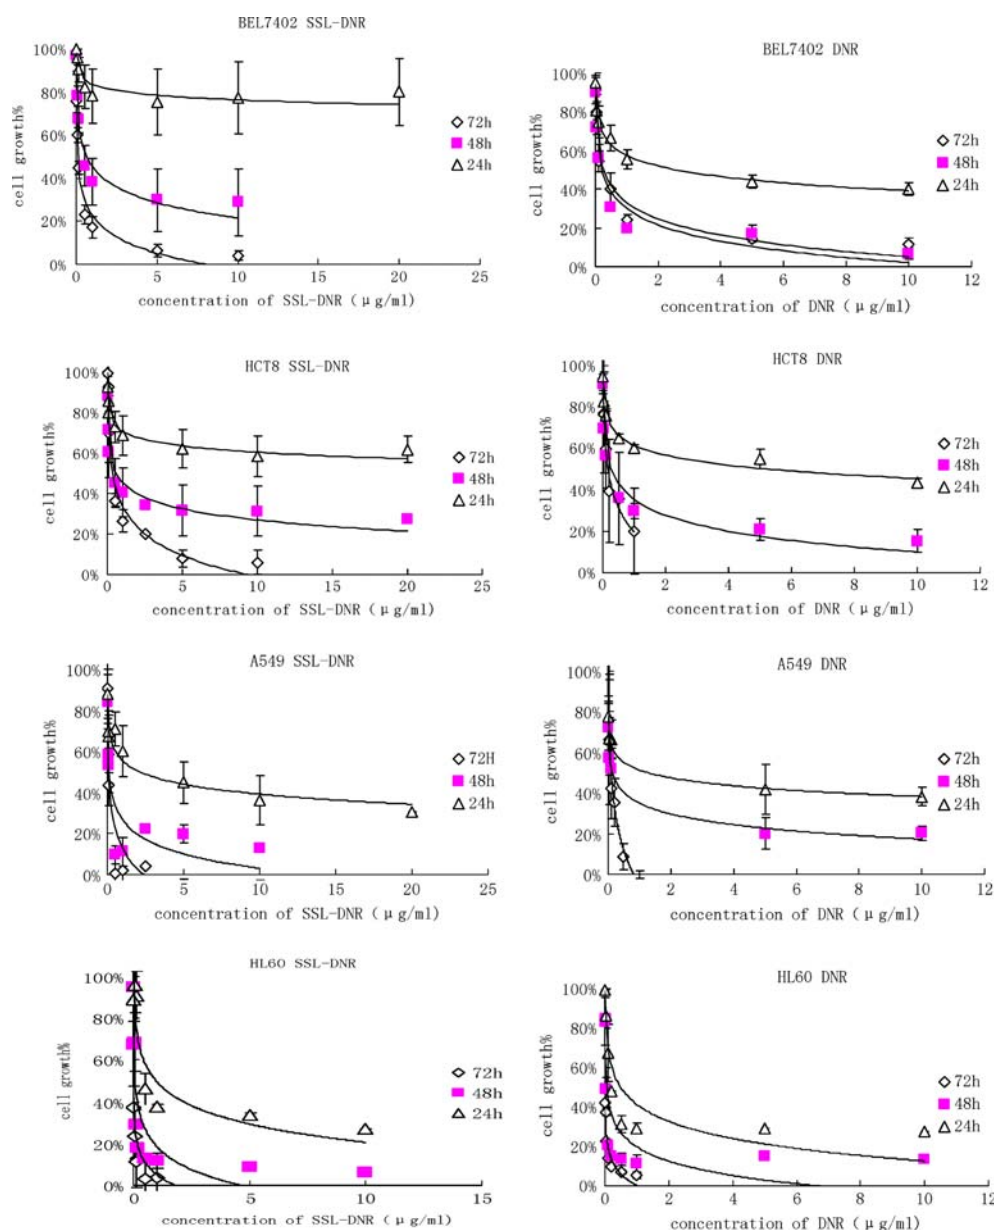 BEL7402 SSL-DNR
100%
80%
60%
40%
20%
0%
cell growth%
0 5 10 15 20 25
concentration of SSL-DNR (μg/ml)
72h
48h
24h
BEL7402 DNR
100%
80%
60%
40%
20%
0%
cell growth%
0 2 4 6 8 10 12
concentration of DNR (μg/ml)
72h
48h
24h
HCT8 SSL-DNR
100%
80%
60%
40%
20%
0%
cell growth%
0 5 10 15 20 25
concentration of SSL-DNR (μg/ml)
72h
48h
24h
HCT8 DNR
100%
80%
60%
40%
20%
0%
cell growth%
0 2 4 6 8 10 12
concentration of DNR (μg/ml)
72h
48h
24h
A549 SSL-DNR
100%
80%
60%
40%
20%
0%
cell growth%
0 5 10 15 20 25
concentration of SSL-DNR (μg/ml)
72H
48h
24h
A549 DNR
100%
80%
60%
40%
20%
0%
cell growth%
0 2 4 6 8 10 12
concentration of DNR (μg/ml)
72h
48h
24h
HL60 SSL-DNR
100%
80%
60%
40%
20%
0%
cell growth%
0 5 10 15
concentration of SSL-DNR (μg/ml)
72h
48h
24h
HL60 DNR
100%
80%
60%
40%
20%
0%
cell growth%
0 2 4 6 8 10 12
concentration of DNR (μg/ml)
72h
48h
24h